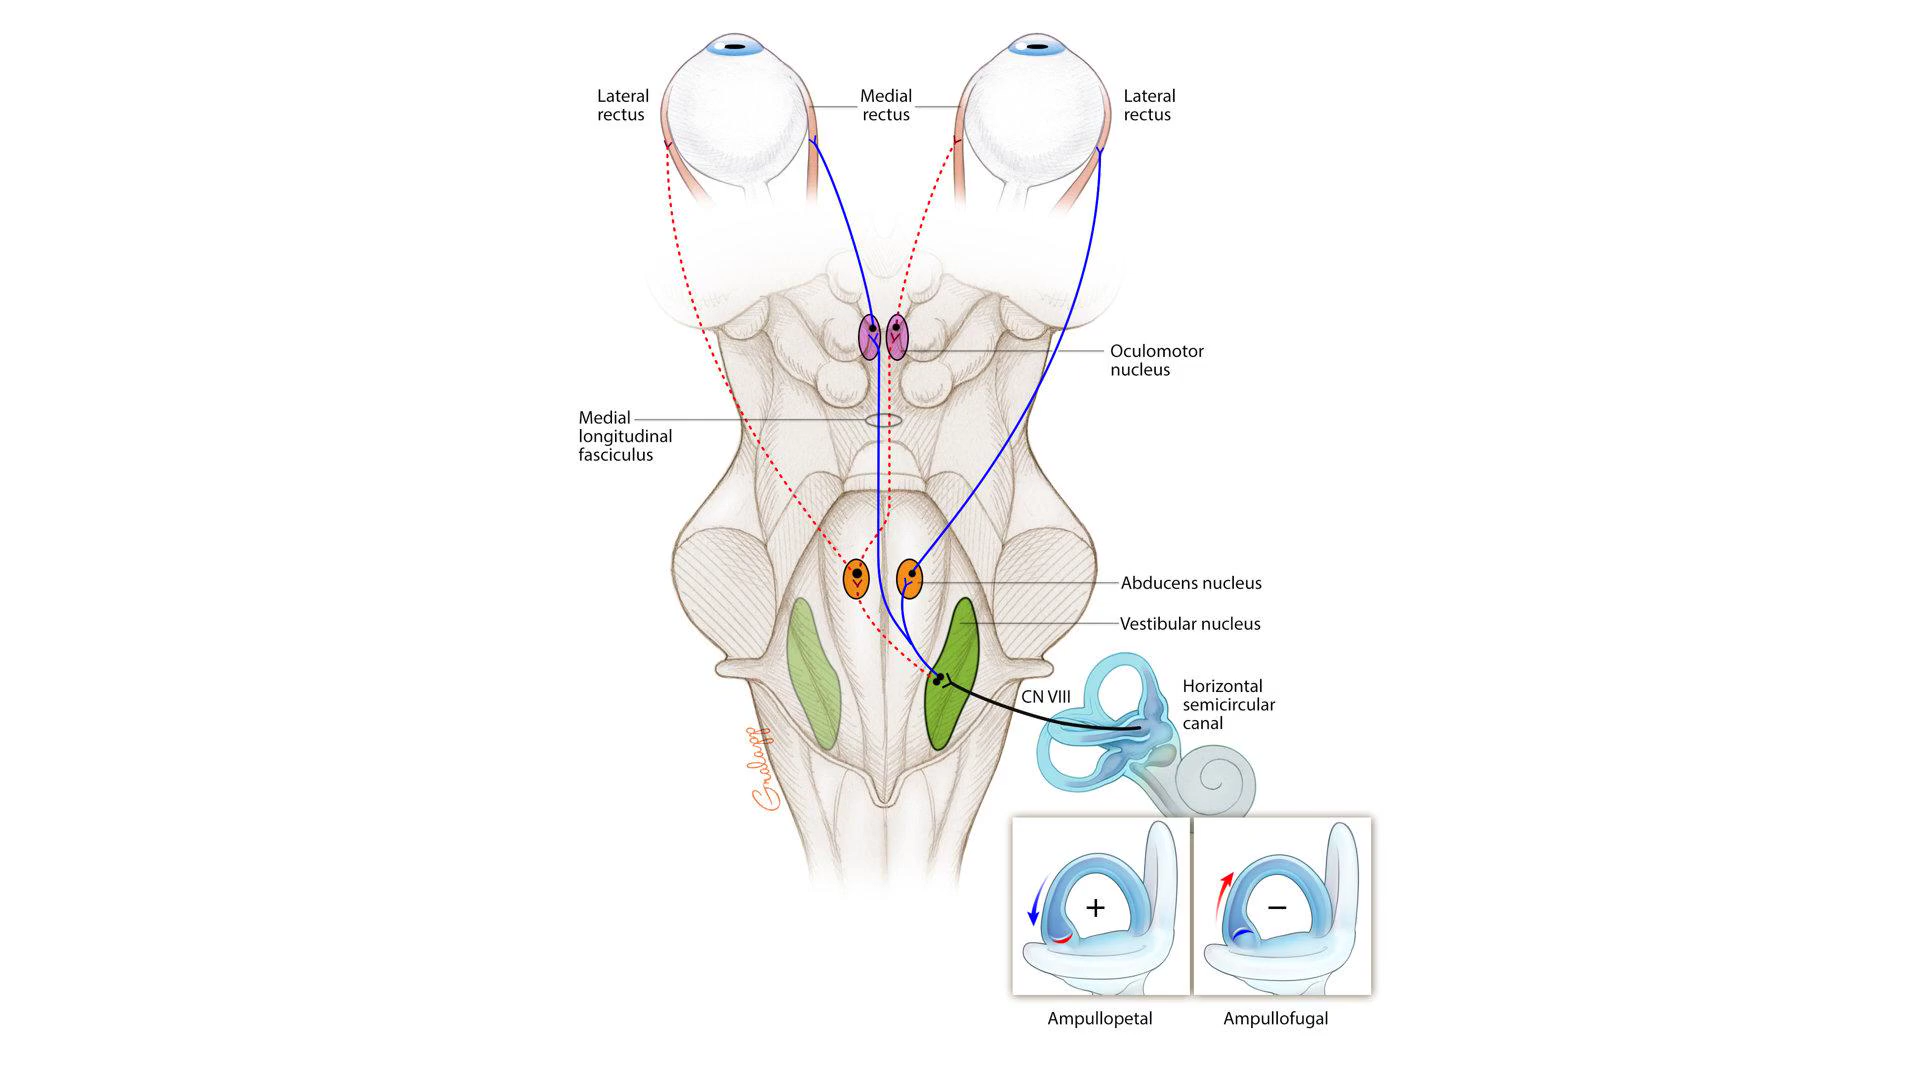 Lateral
rectus
Medial
rectus
Lateral
rectus
Oculomotor
nucleus
Medial
longitudinal
fasciculus
Abducens nucleus
Vestibular nucleus
CN VIII
Horizontal
semicircular
canal
+
−
Ampullopetal
Ampullofugal